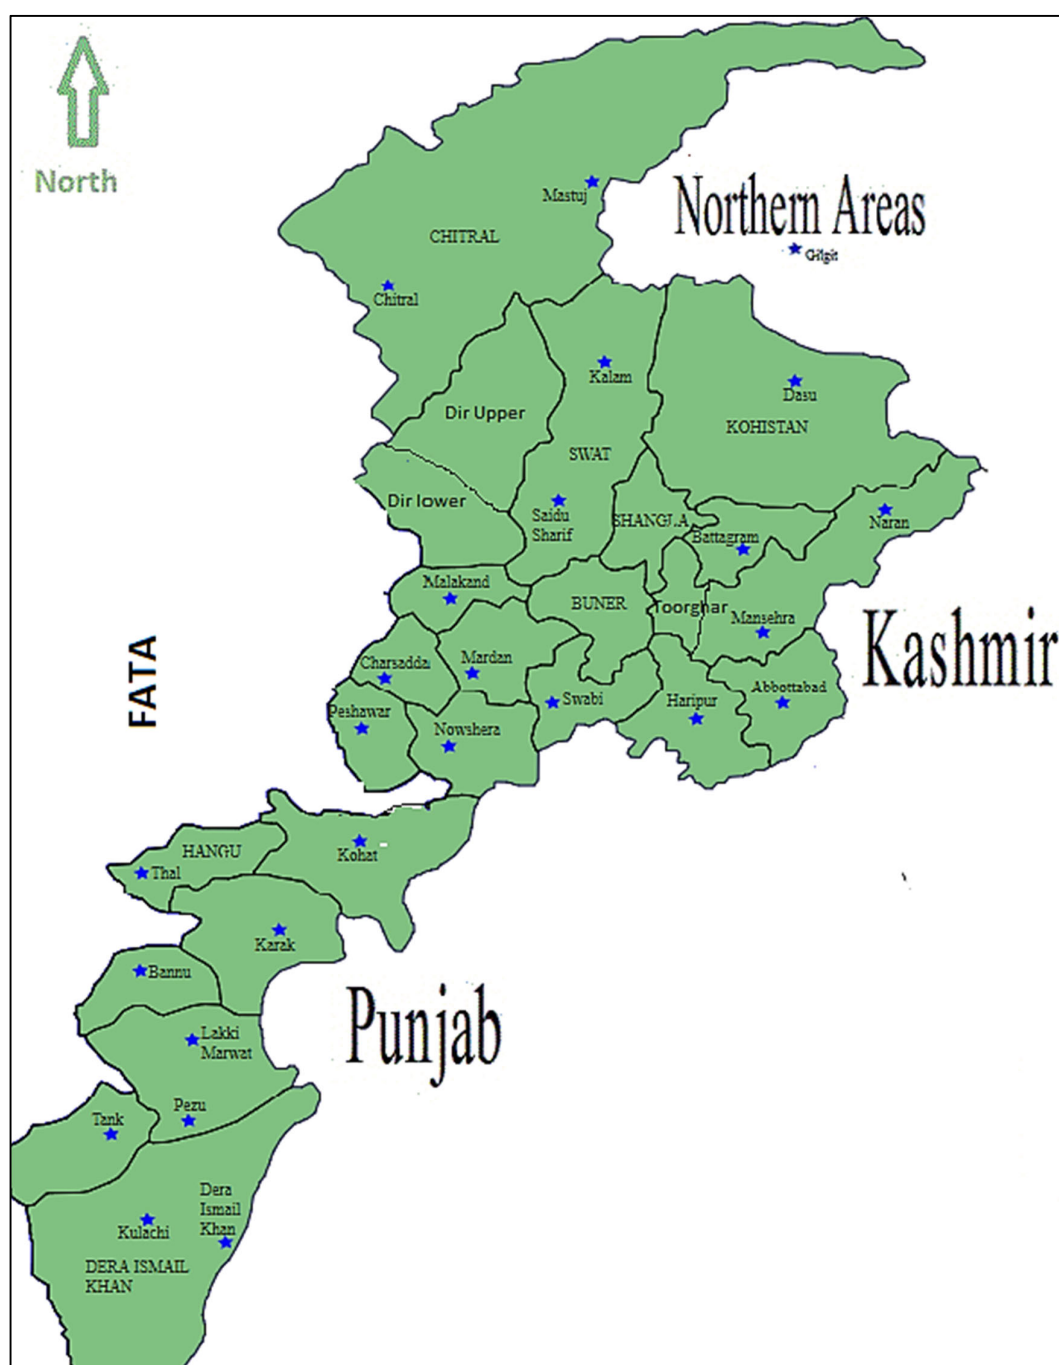 North
Mastuj
Northern Areas
CHITRAL
Gilgit
Chitral
Kalam
Dasu
Dir Upper
KOHISTAN
SWAT
Dir lower
Saidu
Sharif
SHANGLA
Naran
Battagram
Malakand
BUNER
Toorghar
Mansehra
Kashmir
FATA
Charsadda
Mardan
Swabi
Haripur
Abbottabad
Peshawar
Nowshera
HANGU
Kohat
Thal
Karak
Bannu
Punjab
Lakki
Marwat
Pezu
Tank
Dera
Ismail
Khan
Kulachi
DERA ISMAIL
KHAN